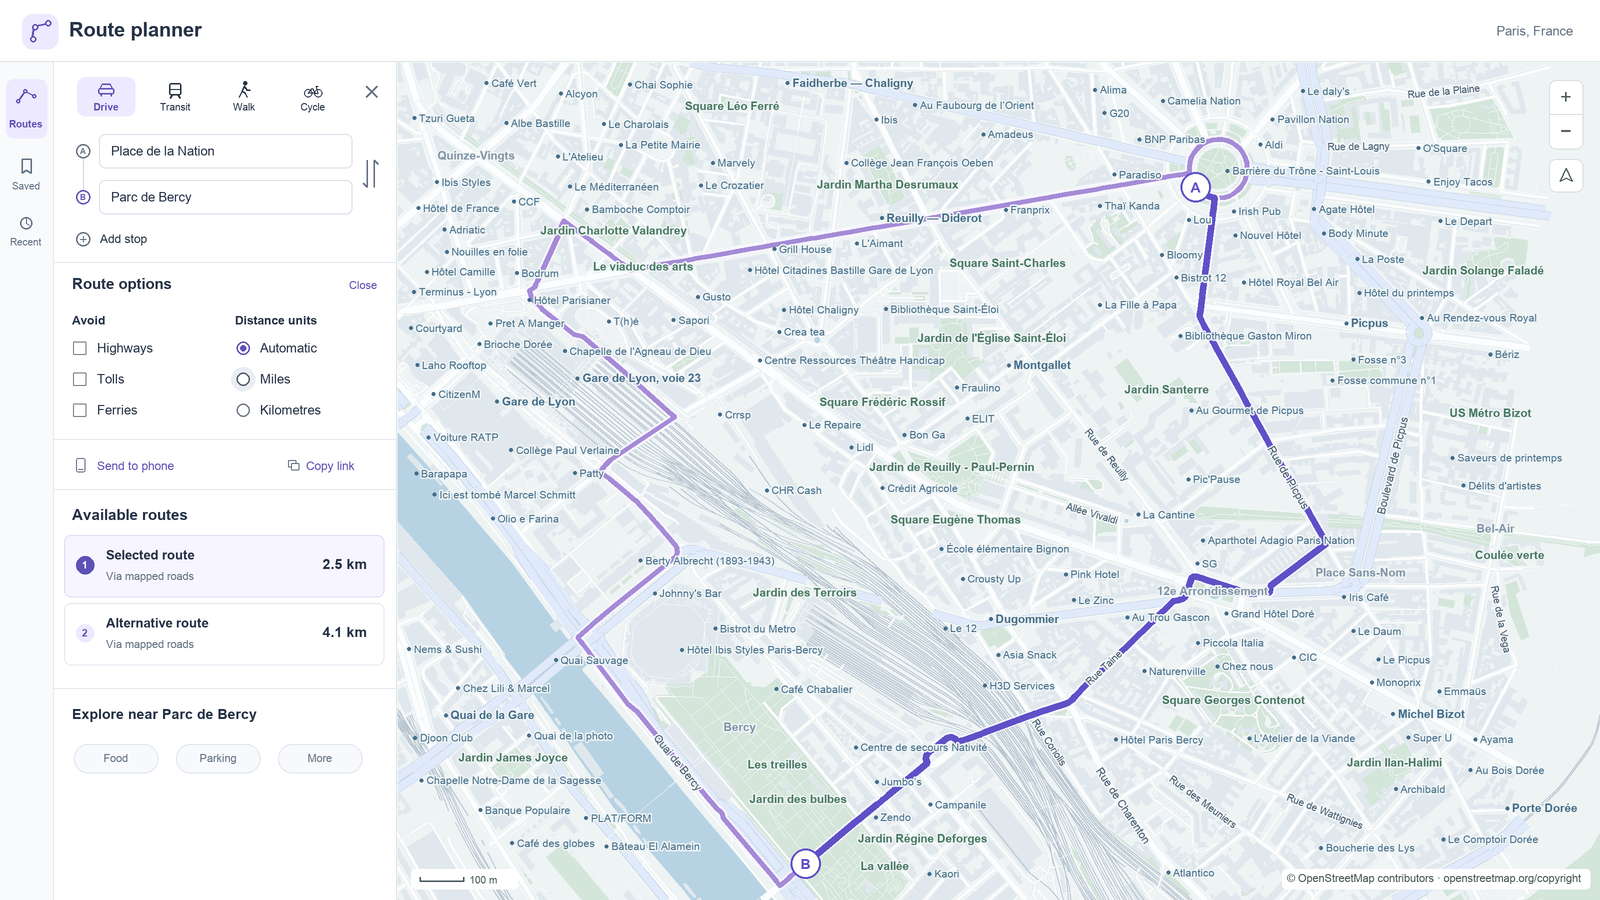 Route planner
Paris, France
Routes
Saved
Recent
Drive
Transit
Walk
Cycle
A
Place de la Nation
B
Parc de Bercy
Add stop
Route options
Close
Avoid
Distance units
Highways
Automatic
Tolls
Miles
Ferries
Kilometres
Send to phone
Copy link
Available routes
1
Selected route
Via mapped roads
2.5 km
2
Alternative route
Via mapped roads
4.1 km
Explore near Parc de Bercy
Food
Parking
More
Café Vert
Chai Sophie
Faidherbe — Chaligny
Alcyon
Square Léo Ferré
Au Faubourg de l'Orient
Alima
Camelia Nation
Le daly's
Rue de la Plaine
G20
Tzuri Gueta
Albe Bastille
Le Charolais
Ibis
Pavillon Nation
Amadeus
BNP Paribas
Aldi
Rue de Lagny
O'Square
La Petite Mairie
Quinze-Vingts
L'Atelieu
Marvely
Collège Jean François Oeben
Paradiso
Barrière du Trône - Saint-Louis
Ibis Styles
Le Méditerranéen
Le Crozatier
Jardin Martha Desrumaux
Enjoy Tacos
A
CCF
Hôtel de France
Bamboche Comptoir
Reuilly — Diderot
Franprix
Thaï Kanda
Lou
Irish Pub
Agate Hôtel
Le Depart
Adriatic
Jardin Charlotte Valandrey
Nouvel Hôtel
Body Minute
Nouilles en folie
Grill House
L'Aimant
Bloomy
La Poste
Hôtel Camille
Bodrum
Le viaduc des arts
Hôtel Citadines Bastille Gare de Lyon
Square Saint-Charles
Bistrot 12
Hôtel Royal Bel Air
Jardin Solange Faladé
Terminus - Lyon
Hôtel Parisianer
Gusto
Hôtel du printemps
La Fille à Papa
Courtyard
Pret A Manger
T(h)é
Sapori
Hôtel Chaligny
Bibliothèque Saint-Éloi
Picpus
Au Rendez-vous Royal
Brioche Dorée
Crea tea
Jardin de l'Église Saint-Éloi
Bibliothèque Gaston Miron
Chapelle de l'Agneau de Dieu
Bériz
Laho Rooftop
Centre Ressources Théâtre Handicap
Montgallet
Fosse n°3
Gare de Lyon, voie 23
Fosse commune n°1
CitizenM
Gare de Lyon
Fraulino
Jardin Santerre
Square Frédéric Rossif
Crrsp
ELIT
Au Gourmet de Picpus
US Métro Bizot
Le Repaire
Voiture RATP
Bon Ga
Rue de Reuilly
Boulevard de Picpus
Collège Paul Verlaine
Lidl
Saveurs de printemps
Barapapa
Patty
Jardin de Reuilly - Paul-Pernin
Rue de Picpus
Pic'Pause
Ici est tombé Marcel Schmitt
CHR Cash
Crédit Agricole
Délits d'artistes
Olio e Farina
Square Eugène Thomas
Allée Vivaldi
La Cantine
Bel-Air
École élémentaire Bignon
Aparthotel Adagio Paris Nation
Coulée verte
Berty Albrecht (1893-1943)
SG
Crousty Up
Pink Hotel
Place Sans-Nom
Johnny's Bar
Jardin des Terroirs
12e Arrondissement
Iris Café
Le Zinc
Rue de la Vega
Dugommier
Au Trou Gascon
Grand Hôtel Doré
Bistrot du Metro
Le 12
Le Daum
Nems & Sushi
Hôtel Ibis Styles Paris-Bercy
Asia Snack
Piccola Italia
Quai Sauvage
Rue Taine
Naturenville
Chez nous
CIC
Le Picpus
Chez Lili & Marcel
Café Chabalier
H3D Services
Monoprix
Emmaüs
Square Georges Contenot
Quai de la Gare
Bercy
Michel Bizot
Djoon Club
Quai de la photo
Centre de secours Nativité
Rue Coriolis
Hôtel Paris Bercy
L'Atelier de la Viande
Super U
Ayama
Jardin James Joyce
Quai de Bercy
Les treilles
Jardin Ilan-Halimi
Au Bois Dorée
Chapelle Notre-Dame de la Sagesse
Jumbo's
Rue de Charenton
Rue des Meuniers
Archibald
Banque Populaire
Jardin des bulbes
Campanile
Rue de Wattignies
Porte Dorée
PLAT/FORM
Zendo
Café des globes
Bâteau El Alamein
Jardin Régine Deforges
Le Comptoir Dorée
Boucherie des Lys
B
La vallée
Kaori
Atlantico
100 m
© OpenStreetMap contributors · openstreetmap.org/copyright